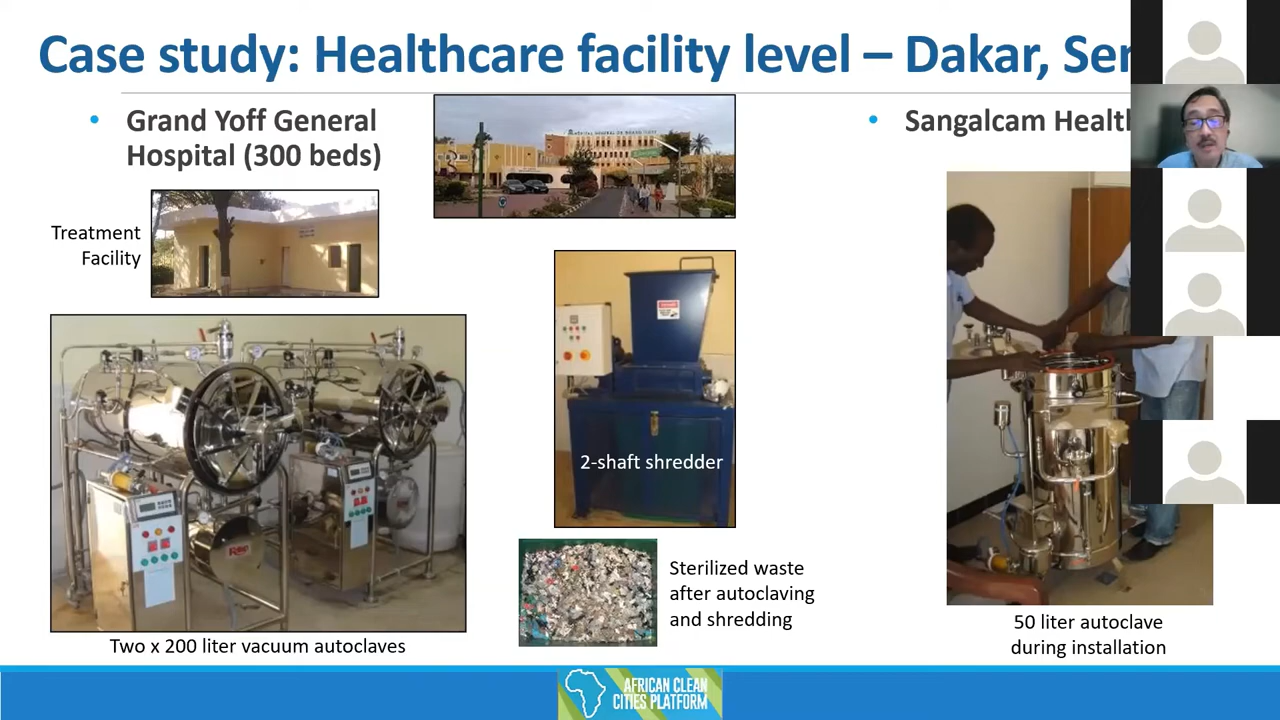 Case study: Healthcare facility level – Dakar, Ser
• Grand Yoff General
Hospital (300 beds)
• Sangalcam Healt
Treatment
Facility
2-shaft shredder
Sterilized waste
after autoclaving
and shredding
Two x 200 liter vacuum autoclaves
50 liter autoclave
during installation
AFRICAN CLEAN
CITIES PLATFORM